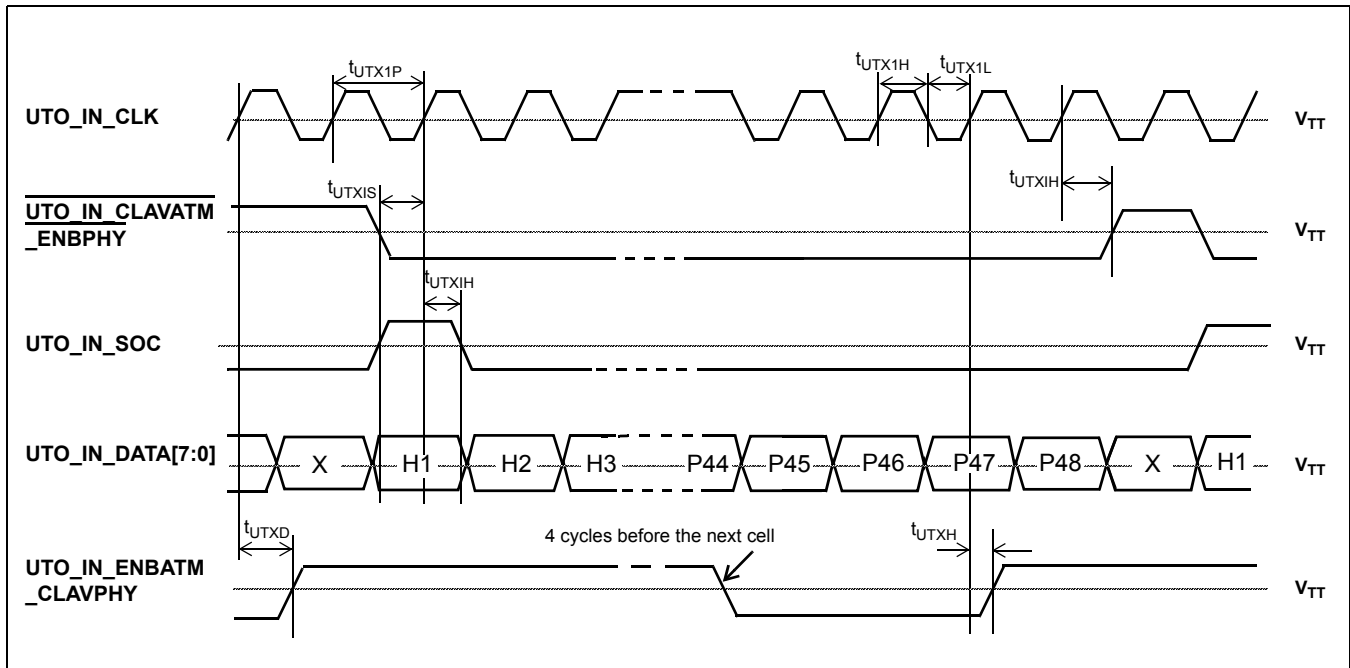 tUTX1P
tUTX1H
tUTX1L
UTO_IN_CLK
VTT
tUTXIS
tUTXIH
UTO_IN_CLAVATM
_ENBPHY
VTT
tUTXIH
UTO_IN_SOC
VTT
UTO_IN_DATA[7:0]
X
H1
H2
H3
P44
P45
P46
P47
P48
X
H1
VTT
tUTXD
4 cycles before the next cell
tUTXH
UTO_IN_ENBATM
_CLAVPHY
VTT